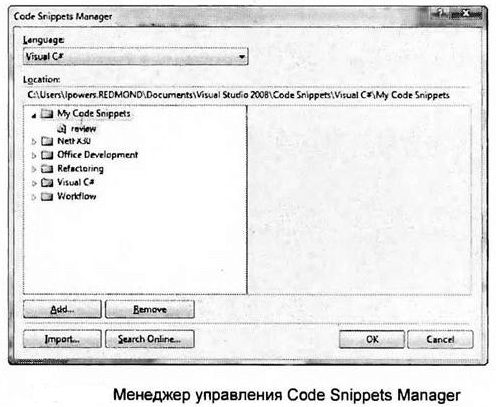 Code Snippets Manager
Language:
Visual C#
Location:
C:\Users\lpowers.REDMOND\Documents\Visual Studio 2008\Code Snippets\Visual C#\My Code Snippets
My Code Snippets
review
NetFX30
Office Development
Refactoring
Visual C#
Workflow
Add... Remove
Import... Search Online... OK Cancel
Менеджер управления Code Snippets Manager